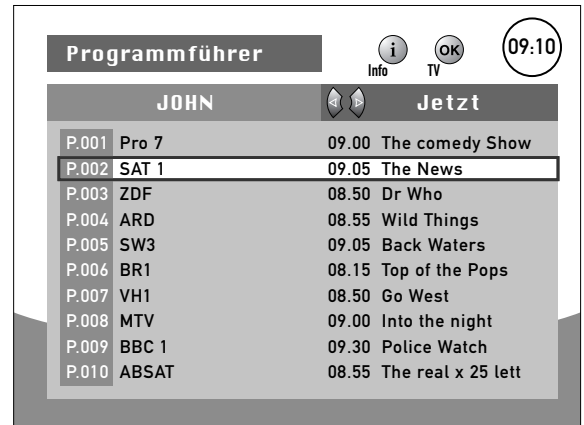 Programmführer
i OK 09:10
Info TV
JOHN Jetzt
P.001 Pro 7 09.00 The comedy Show
P.002 SAT 1 09.05 The News
P.003 ZDF 08.50 Dr Who
P.004 ARD 08.55 Wild Things
P.005 SW3 09.05 Back Waters
P.006 BR1 08.15 Top of the Pops
P.007 VH1 08.50 Go West
P.008 MTV 09.00 Into the night
P.009 BBC 1 09.30 Police Watch
P.010 ABSAT 08.55 The real x 25 lett